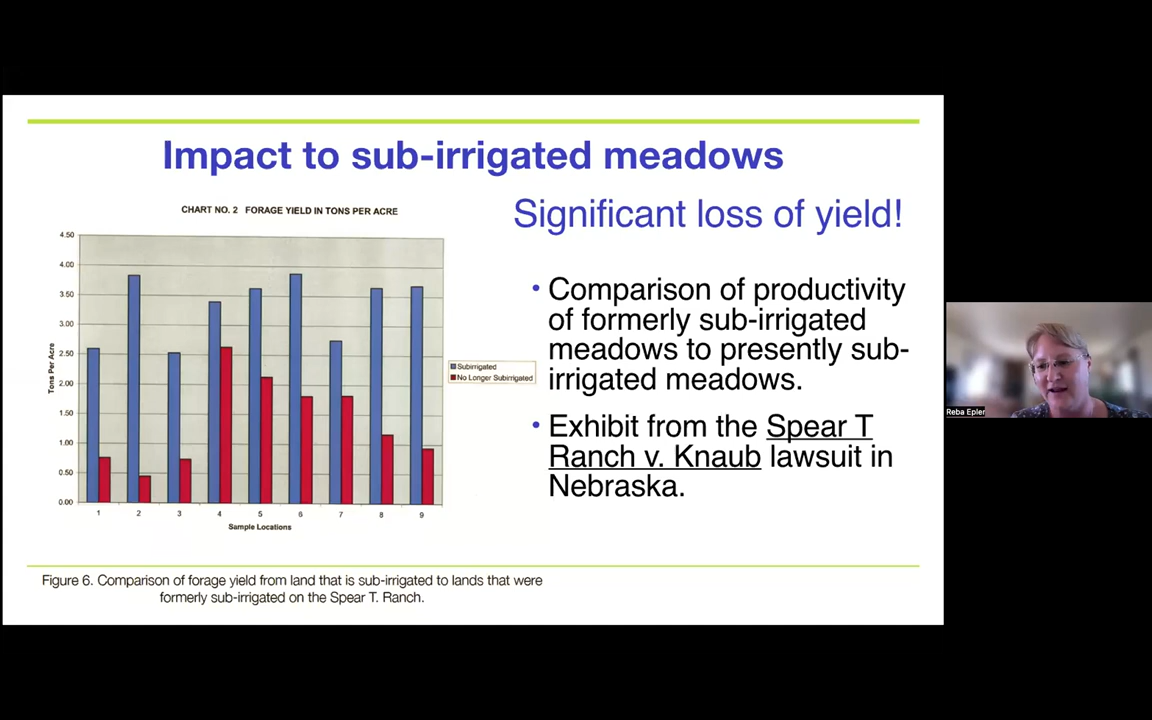 Impact to sub-irrigated meadows
CHART NO. 2 FORAGE YIELD IN TONS PER ACRE
4.50
4.00
3.50
3.00
2.50
2.00
1.50
1.00
0.50
0.00
Tons Per Acre
1 2 3 4 5 6 7 8 9
Sample Locations
Subirrigated
No Longer Subirrigated
Significant loss of yield!
• Comparison of productivity
of formerly sub-irrigated
meadows to presently sub-
irrigated meadows.
• Exhibit from the Spear T
Ranch v. Knaub lawsuit in
Nebraska.
Figure 6. Comparison of forage yield from land that is sub-irrigated to lands that were
formerly sub-irrigated on the Spear T. Ranch.
Reba Epler